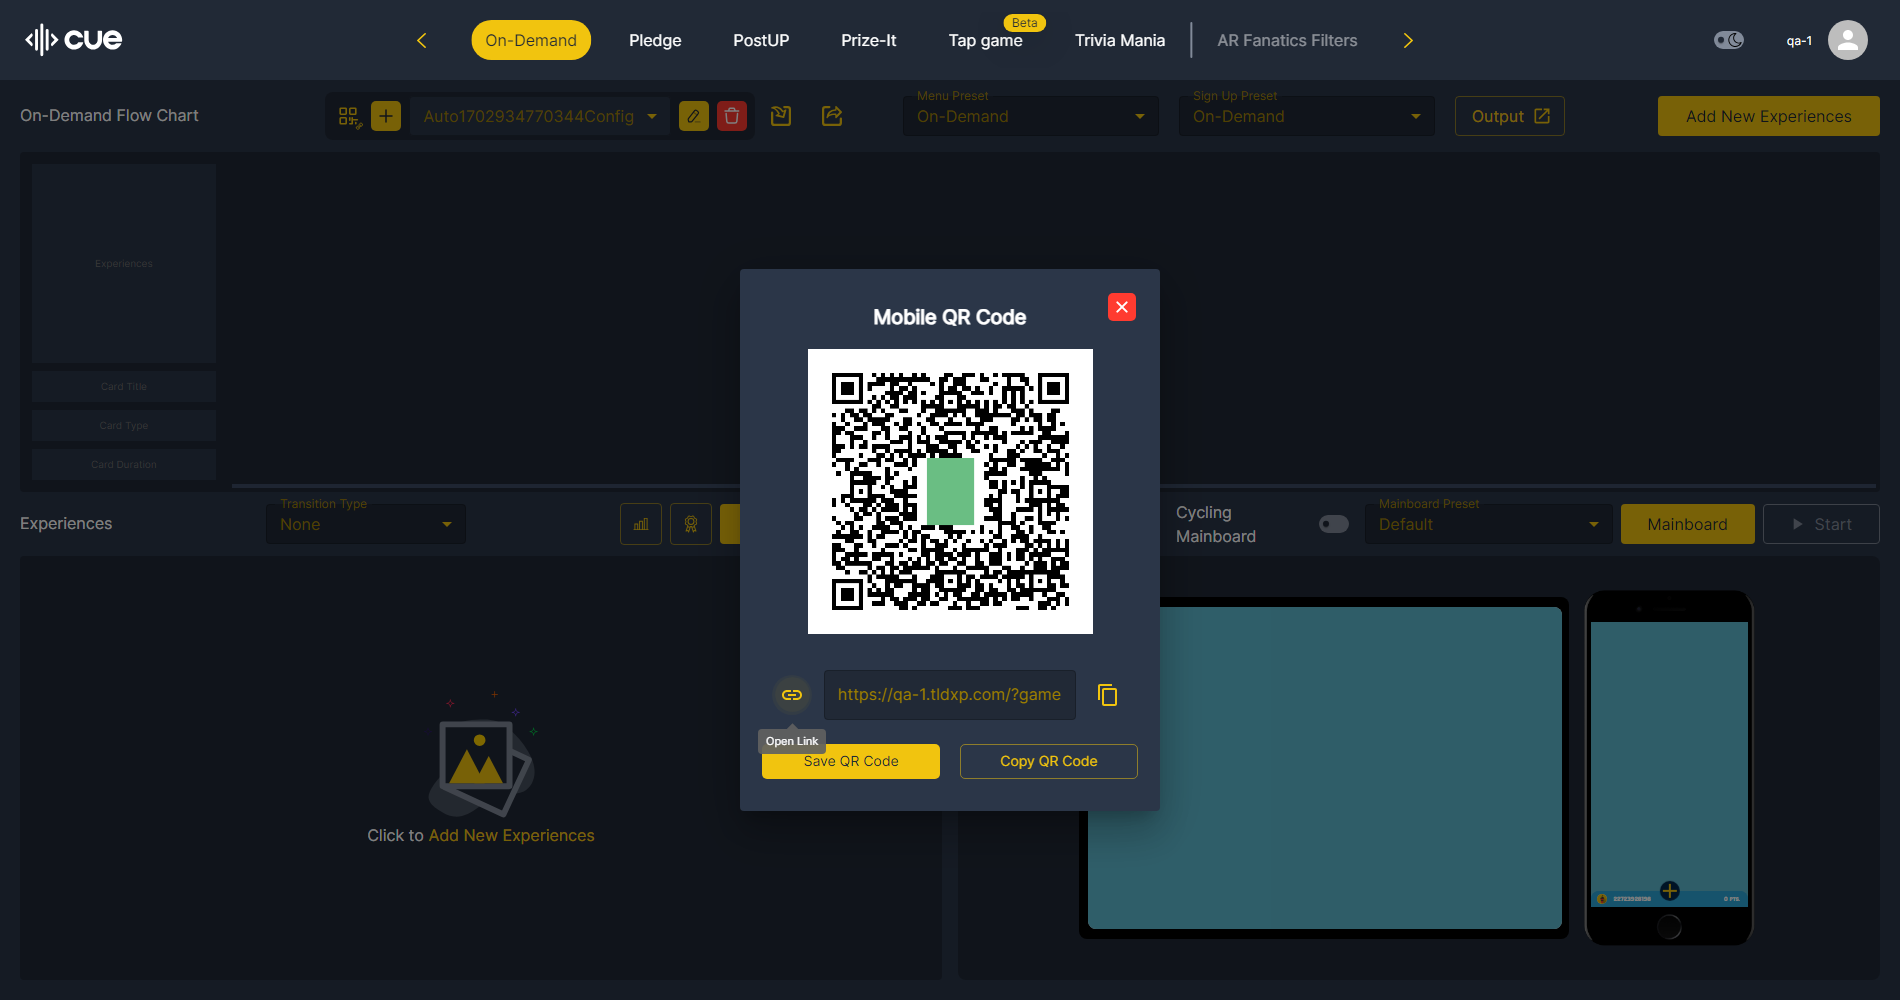 cue
On-Demand
Pledge
PostUP
Prize-It
Tap game
Beta
Trivia Mania
AR Fanatics Filters
qa-1
On-Demand Flow Chart
Auto1702934770344Config
Menu Preset
On-Demand
Sign Up Preset
On-Demand
Output
Add New Experiences
Experiences
Card Title
Card Type
Card Duration
Mobile QR Code
https://qa-1.tldxp.com/?game
Open Link
Save QR Code
Copy QR Code
Experiences
Transition Type
None
Cycling
Mainboard
Mainboard Preset
Default
Mainboard
Start
Click to Add New Experiences